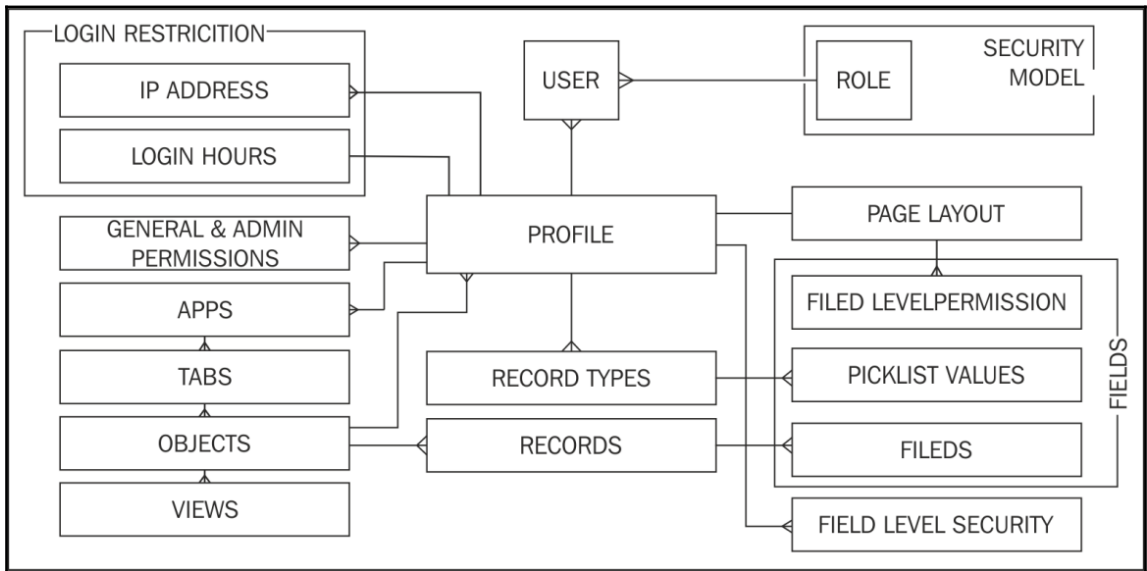 LOGIN RESTRICITION
IP ADDRESS
LOGIN HOURS
USER
ROLE
SECURITY
MODEL
GENERAL & ADMIN
PERMISSIONS
PROFILE
PAGE LAYOUT
APPS
FILED LEVELPERMISSION
TABS
RECORD TYPES
PICKLIST VALUES
FIELDS
OBJECTS
RECORDS
FILEDS
VIEWS
FIELD LEVEL SECURITY